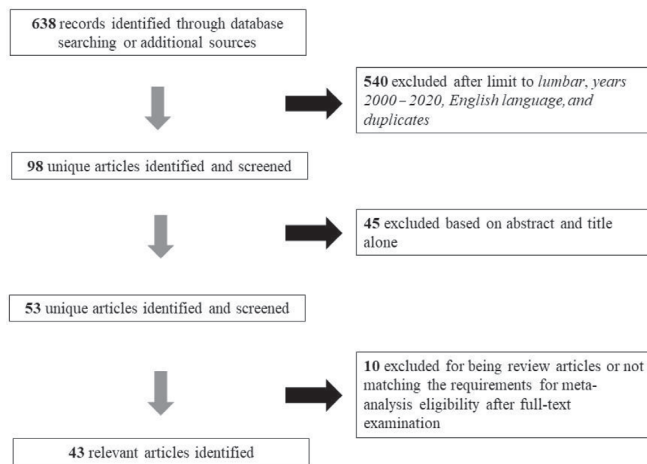 638 records identified through database
searching or additional sources
540 excluded after limit to lumbar, years
2000 – 2020, English language, and
duplicates
98 unique articles identified and screened
45 excluded based on abstract and title
alone
53 unique articles identified and screened
10 excluded for being review articles or not
matching the requirements for meta-
analysis eligibility after full-text
examination
43 relevant articles identified